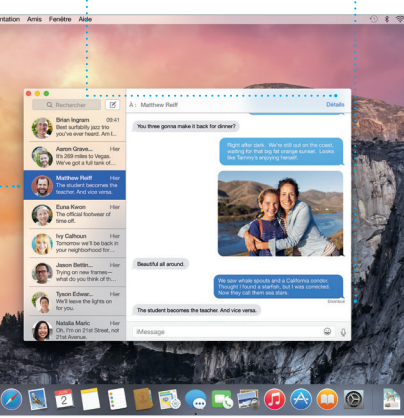 ntation Amis Fenêtre Aide
Rechercher
À : Matthew Reiff
Détails
Brian Ingram 09:41
Best surfabilly jazz trio
you've ever heard. Am I...
Aaron Grave... Hier
It's 269 miles to Vegas.
We've got a full tank of...
Matthew Reiff Hier
The student becomes the
teacher. And vice versa.
Euna Kwon Hier
The official footwear of
time off.
Ivy Calhoun Hier
Tomorrow we'll be back in
your neighborhood for...
Jason Bettin... Hier
Trying on new frames—
what do you think of th...
Tyson Edwar... Hier
We'll leave the lights on
for you.
Natalia Maric Hier
Oh, I'm on 21st Street, not
21st Avenue.
You three gonna make it back for dinner?
Right after dark. We're still out on the coast,
waiting for that big fat orange sunset. Looks
like Tammy's enjoying herself.
Beautiful all around.
We saw whale spouts and a California condor.
Thought I found a starfish, but I was corrected.
Now they call them sea stars.
Distribué
The student becomes the teacher. And vice versa.
iMessage
2